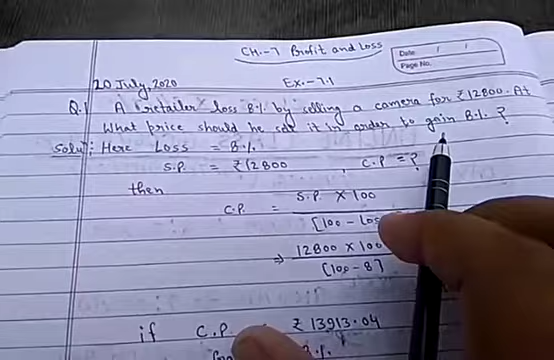 CH.-7 Profit and Loss
Date / /
Page No.
20 July, 2020 Ex.-7.1
Q.1 A retailer loss 8% by selling a camera for ₹12800. At
What price should he sell it in order to gain 8% ?
Solu: Here Loss = 8%
S.P. = ₹12800 , C.P = ?
then
C.P. = S.P. × 100
[100 - Los
⇒ 12800 × 100
[100 - 8]
if C.P. ₹ 13913.04